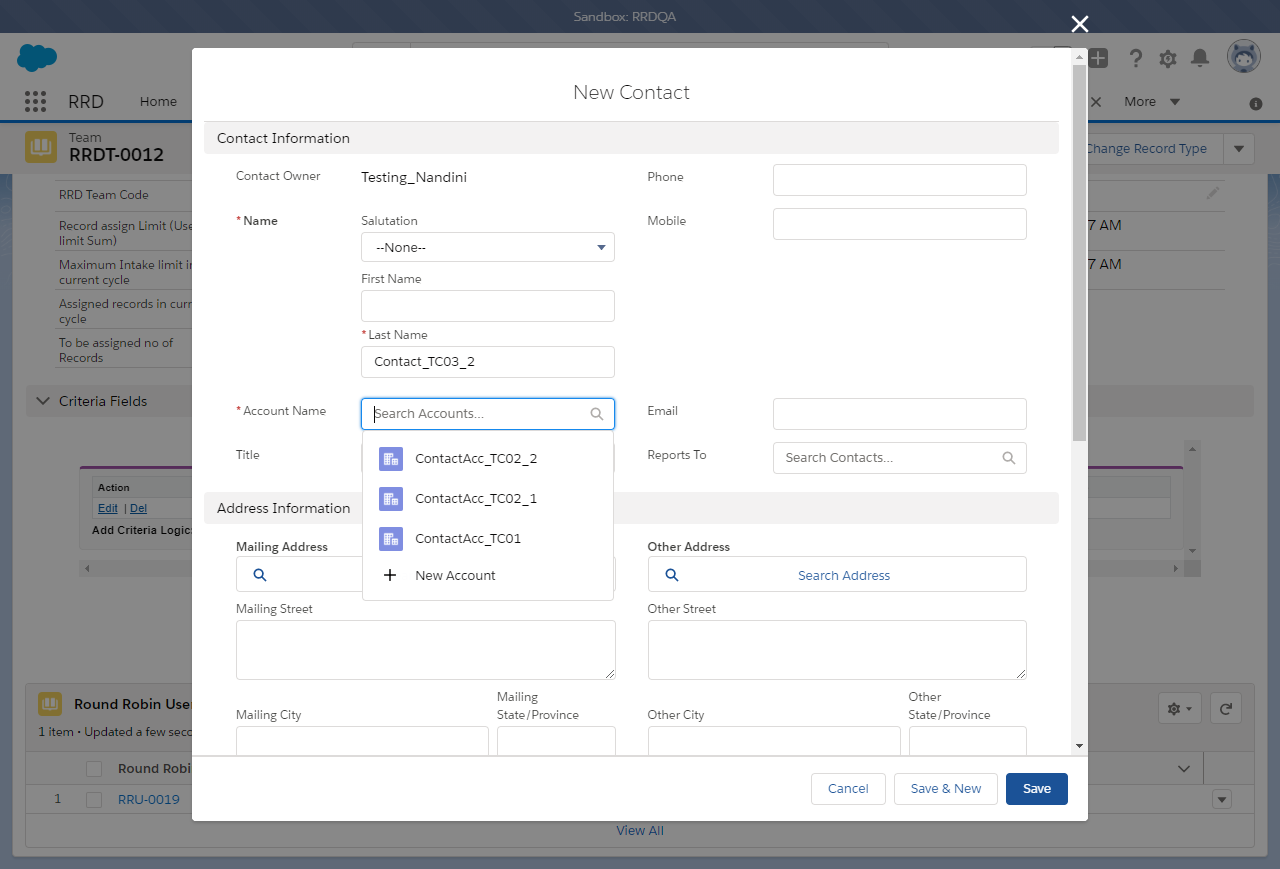 Sandbox: RRDQA
RRD
Home
More
Team
RRDT-0012
Change Record Type
RRD Team Code
Record assign Limit (Use
limit Sum)
7 AM
Maximum Intake limit in
current cycle
7 AM
Assigned records in curr
cycle
To be assigned no of
Records
Criteria Fields
Action
Edit | Del
Add Criteria Logic:
Round Robin User
1 item • Updated a few seco
Round Robi
1
RRU-0019
View All
New Contact
Contact Information
Contact Owner
Testing_Nandini
Phone
* Name
Salutation
--None--
Mobile
First Name
* Last Name
Contact_TC03_2
* Account Name
Search Accounts...
Email
ContactAcc_TC02_2
ContactAcc_TC02_1
ContactAcc_TC01
New Account
Title
Reports To
Search Contacts...
Address Information
Mailing Address
Other Address
Search Address
Mailing Street
Other Street
Mailing City
Mailing
State/Province
Other City
Other
State/Province
Cancel
Save & New
Save